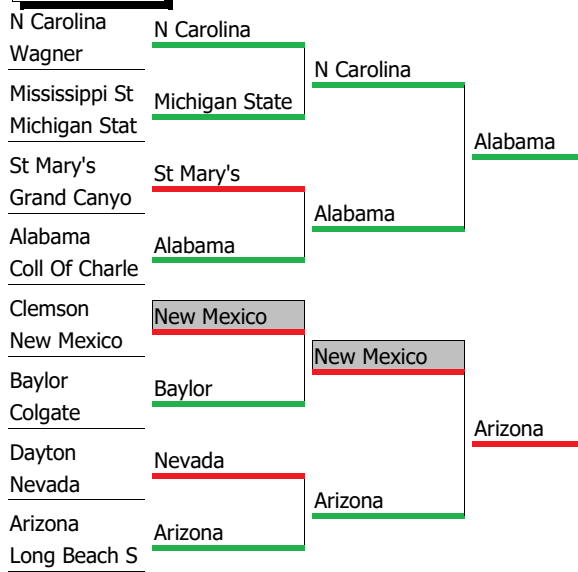 N Carolina
Wagner
Mississippi St
Michigan Stat
St Mary's
Grand Canyo
Alabama
Coll Of Charle
Clemson
New Mexico
Baylor
Colgate
Dayton
Nevada
Arizona
Long Beach S
N Carolina
Michigan State
St Mary's
Alabama
New Mexico
Baylor
Nevada
Arizona
N Carolina
Alabama
New Mexico
Arizona
Alabama
Arizona